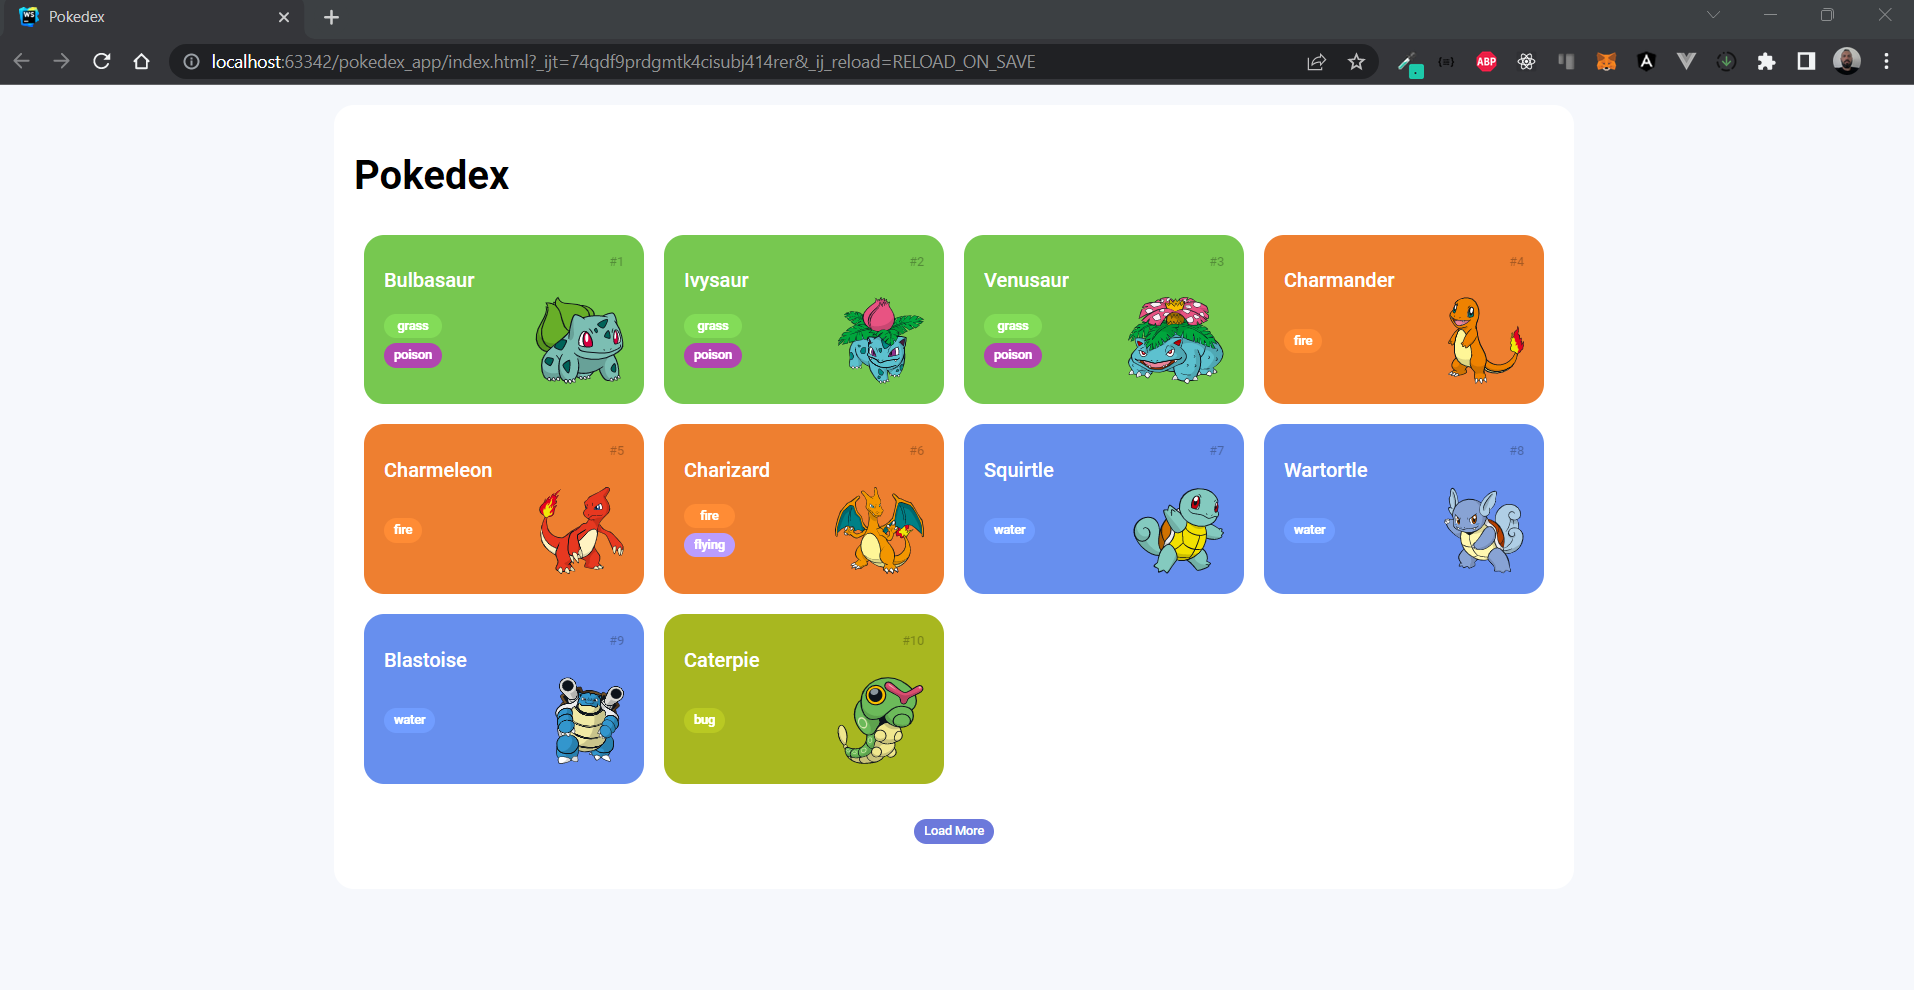 WS
Pokedex
localhost:63342/pokedex_app/index.html?_ijt=74qdf9prdgmtk4cisubj414rer&_ij_reload=RELOAD_ON_SAVE
ABP
A
Pokedex
#1
Bulbasaur
grass
poison
#2
Ivysaur
grass
poison
#3
Venusaur
grass
poison
#4
Charmander
fire
#5
Charmeleon
fire
#6
Charizard
fire
flying
#7
Squirtle
water
#8
Wartortle
water
#9
Blastoise
water
#10
Caterpie
bug
Load More